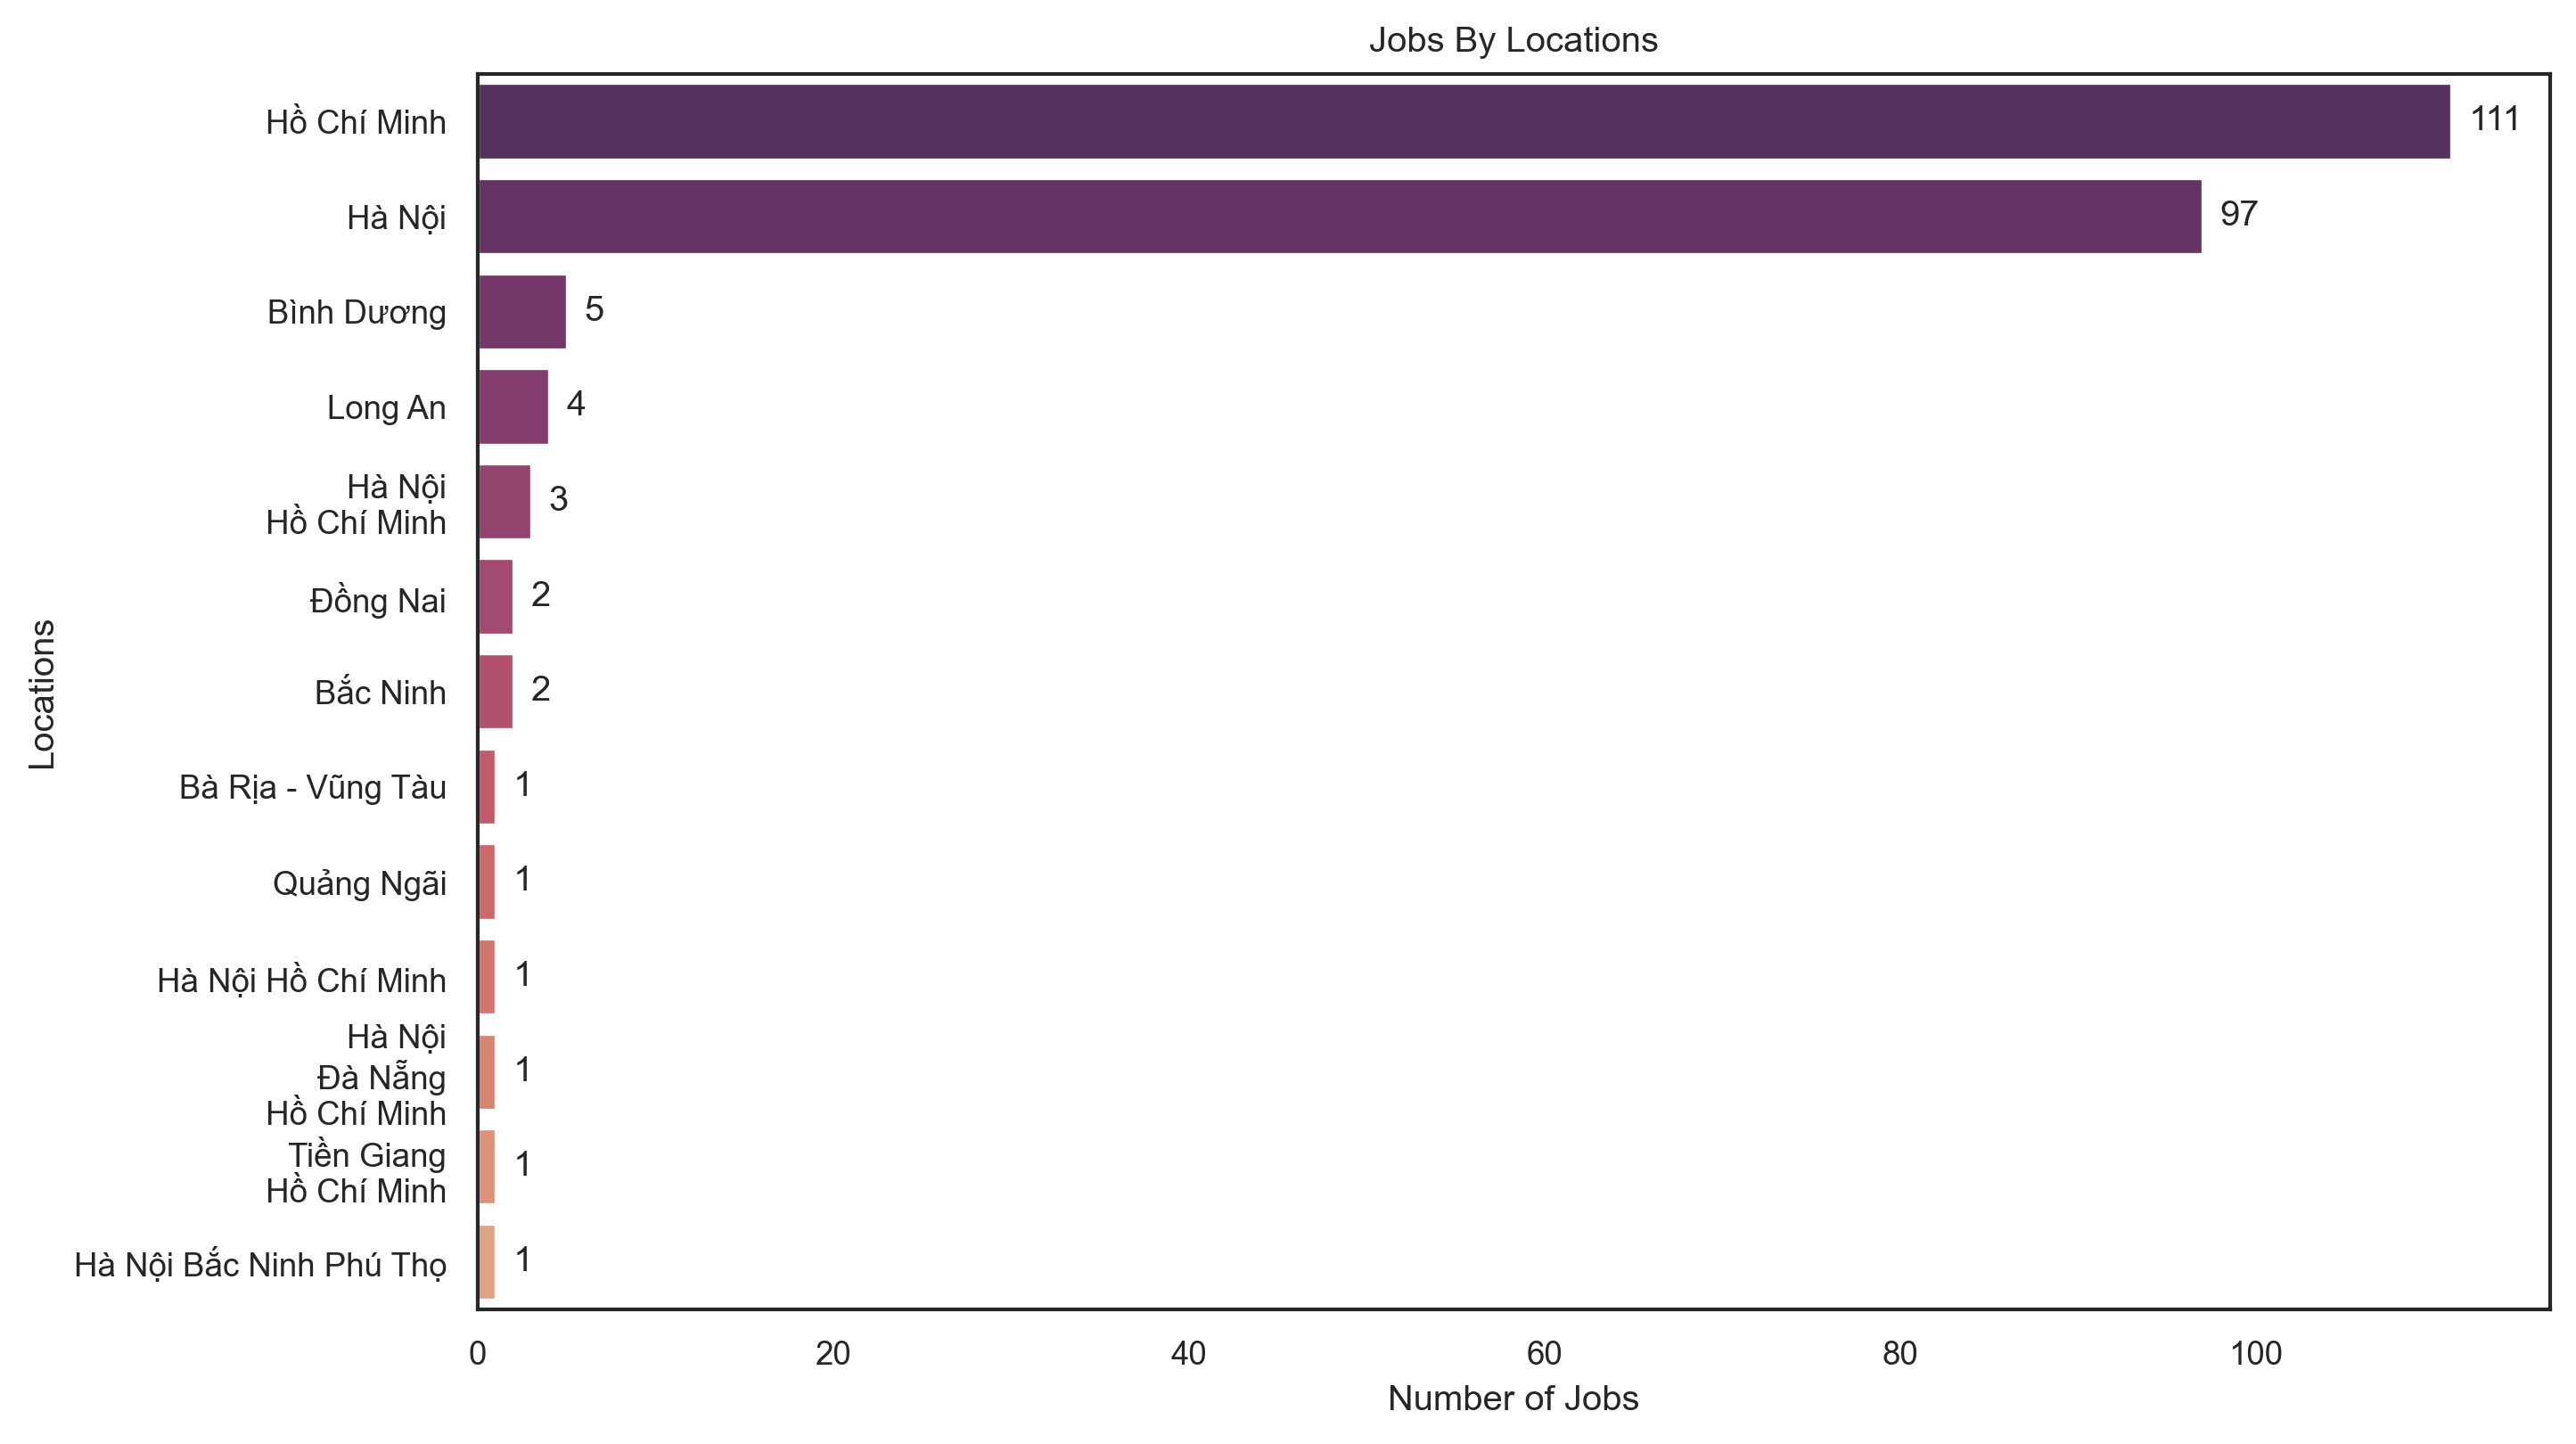 Jobs By Locations
Hồ Chí Minh
111
Hà Nội
97
Bình Dương
5
Long An
4
Hà Nội
Hồ Chí Minh
3
Đồng Nai
2
Bắc Ninh
2
Bà Rịa - Vũng Tàu
1
Quảng Ngãi
1
Hà Nội Hồ Chí Minh
1
Hà Nội
Đà Nẵng
Hồ Chí Minh
1
Tiền Giang
Hồ Chí Minh
1
Hà Nội Bắc Ninh Phú Thọ
1
Locations
0 20 40 60 80 100
Number of Jobs